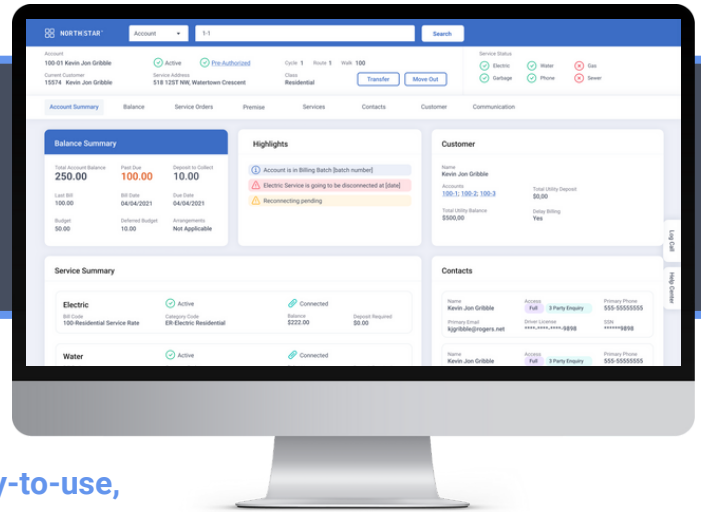 NORTHSTAR Account 1-1 Search
Account
100-01 Kevin Jon Gribble Active Pre-Authorized Cycle 1 Route 1 Walk 100
Current Customer Service Address Class
15574 Kevin Jon Gribble 518 12ST NW, Watertown Crescent Residential Transfer Move Out
Service Status
Electric Water Gas
Garbage Phone Sewer
Account Summary Balance Service Orders Premise Services Contacts Customer Communication
Balance Summary
Total Account Balance Past Due Deposit to Collect
250.00 100.00 10.00
Last Bill Bill Date Due Date
100.00 04/04/2021 04/04/2021
Budget Deferred Budget Arrangements
50.00 10.00 Not Applicable
Highlights
Account is in Billing Batch [batch number]
Electric Service is going to be disconnected at [date]
Reconnecting pending
Customer
Name
Kevin Jon Gribble
Accounts Total Utility Deposit
100-1; 100-2; 100-3 $0,00
Total Utility Balance Delay Billing
$500,00 Yes
Log Call
Help Center
Service Summary
Electric Active Connected
Bill Code Category Code Balance Deposit Required
100-Residential Service Rate ER-Electric Residential $222.00 $0.00
Water Active Connected
Contacts
Name Access Primary Phone
Kevin Jon Gribble Full 3 Party Enquiry 555-55555555
Primary Email Driver License SSN
kjgribble@rogers.net ****-****-****-9898 ******9898
Name Access Primary Phone
Kevin Jon Gribble Full 3 Party Enquiry 555-55555555
y-to-use,